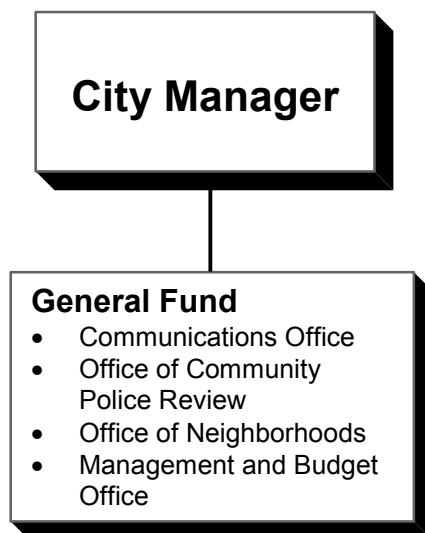 City Manager
General Fund
• Communications Office
• Office of Community
Police Review
• Office of Neighborhoods
• Management and Budget
Office